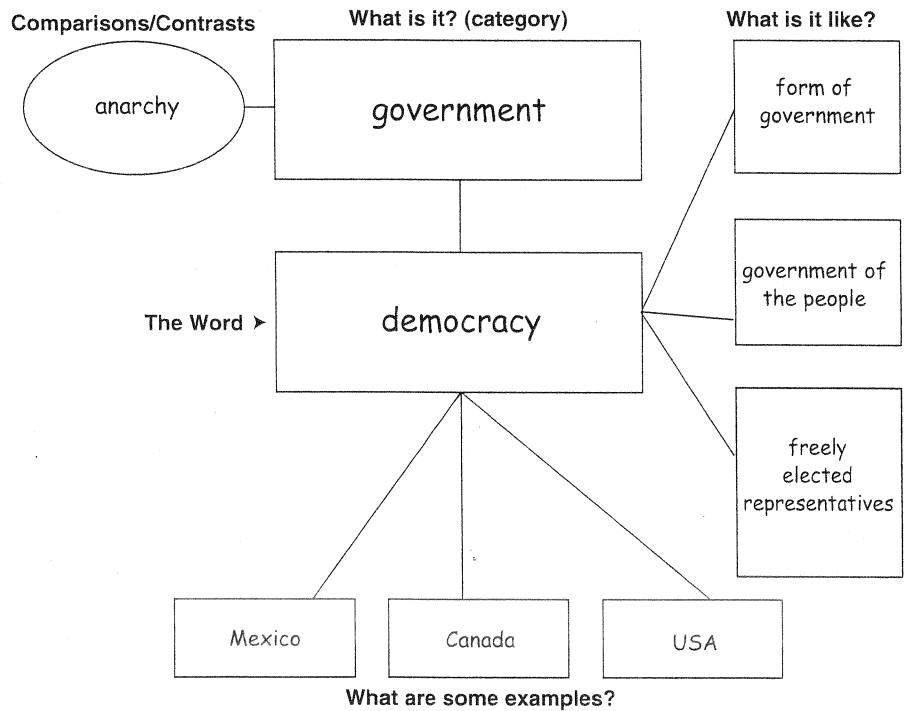 Comparisons/Contrasts
What is it? (category)
What is it like?
anarchy
government
form of
government
government of
the people
The Word ➤
democracy
freely
elected
representatives
Mexico
Canada
USA
What are some examples?